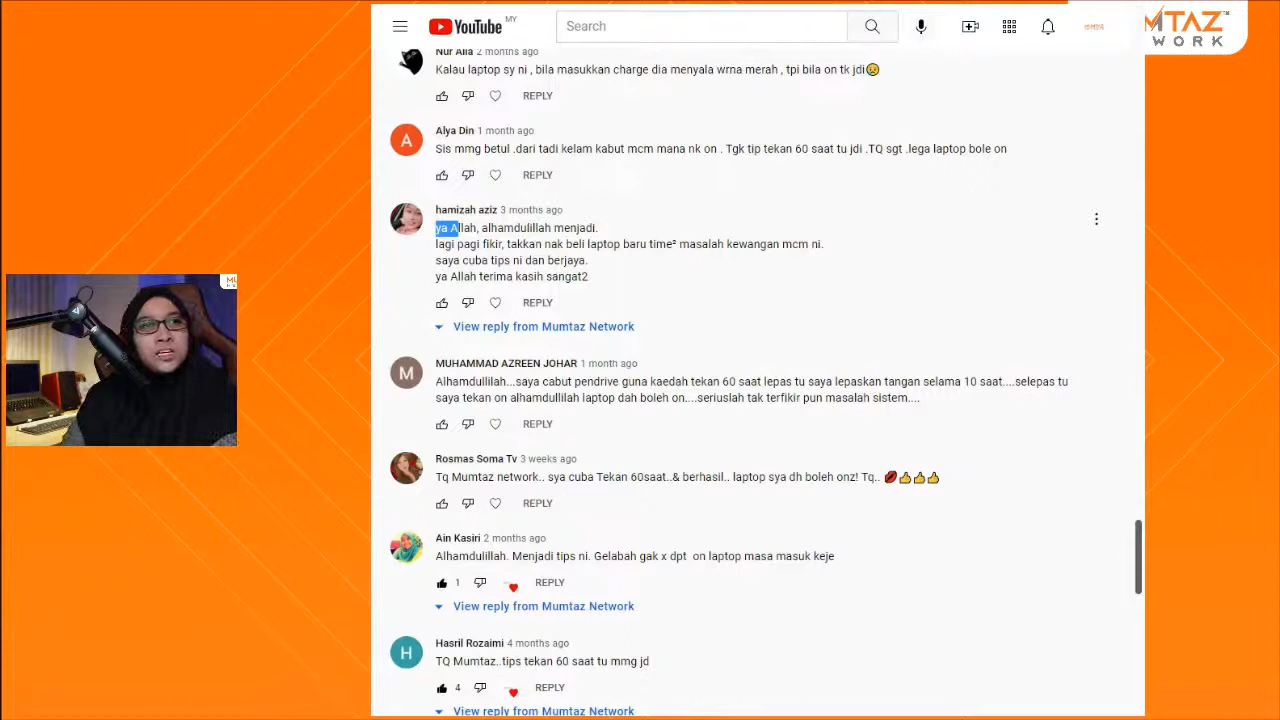 YouTube MY
Search
MUMTAZ™
WORK
Nur Alia 2 months ago
Kalau laptop sy ni , bila masukkan charge dia menyala wrna merah , tpi bila on tk jdi😥
REPLY
A
Alya Din 1 month ago
Sis mmg betul .dari tadi kelam kabut mcm mana nk on . Tgk tip tekan 60 saat tu jdi .TQ sgt .lega laptop bole on
REPLY
hamizah aziz 3 months ago
ya Allah, alhamdulillah menjadi.
lagi pagi fikir, takkan nak beli laptop baru time² masalah kewangan mcm ni.
saya cuba tips ni dan berjaya.
ya Allah terima kasih sangat2
REPLY
View reply from Mumtaz Network
M
MUHAMMAD AZREEN JOHAR 1 month ago
Alhamdullilah...saya cabut pendrive guna kaedah tekan 60 saat lepas tu saya lepaskan tangan selama 10 saat....selepas tu
saya tekan on alhamdullilah laptop dah boleh on....seriuslah tak terfikir pun masalah sistem....
REPLY
Rosmas Soma Tv 3 weeks ago
Tq Mumtaz network.. sya cuba Tekan 60saat..& berhasil.. laptop sya dh boleh onz! Tq.. 💋👍👍👍
REPLY
Ain Kasiri 2 months ago
Alhamdulillah. Menjadi tips ni. Gelabah gak x dpt on laptop masa masuk keje
1 REPLY
View reply from Mumtaz Network
H
Hasril Rozaimi 4 months ago
TQ Mumtaz..tips tekan 60 saat tu mmg jd
4 REPLY
View reply from Mumtaz Network